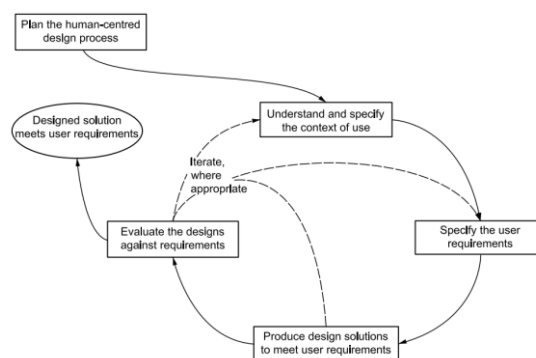 Plan the human-centred
design process
Designed solution
meets user requirements
Understand and specify
the context of use
Iterate,
where
appropriate
Evaluate the designs
against requirements
Specify the user
requirements
Produce design solutions
to meet user requirements